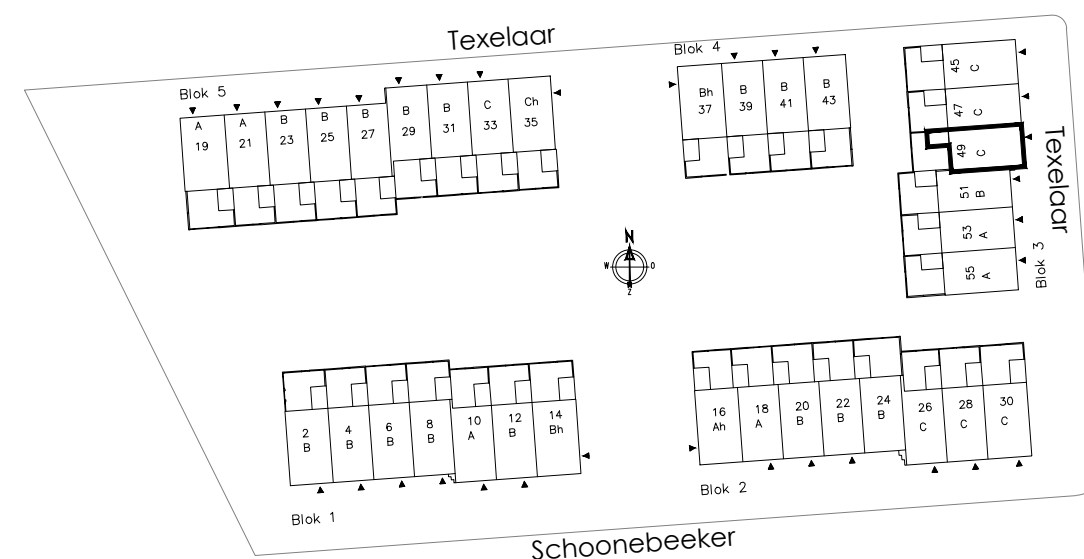 Texelaar
Blok 5
A
19
A
21
B
23
B
25
B
27
B
29
B
31
C
33
Ch
35
Blok 4
Bh
37
B
39
B
41
B
43
45
C
47
C
49
C
51
B
53
A
55
A
Blok 3
Texelaar
N
W
O
Z
2
B
4
B
6
B
8
B
10
A
12
B
14
Bh
Blok 1
16
Ah
18
A
20
B
22
B
24
B
26
C
28
C
30
C
Blok 2
Schoonebeeker